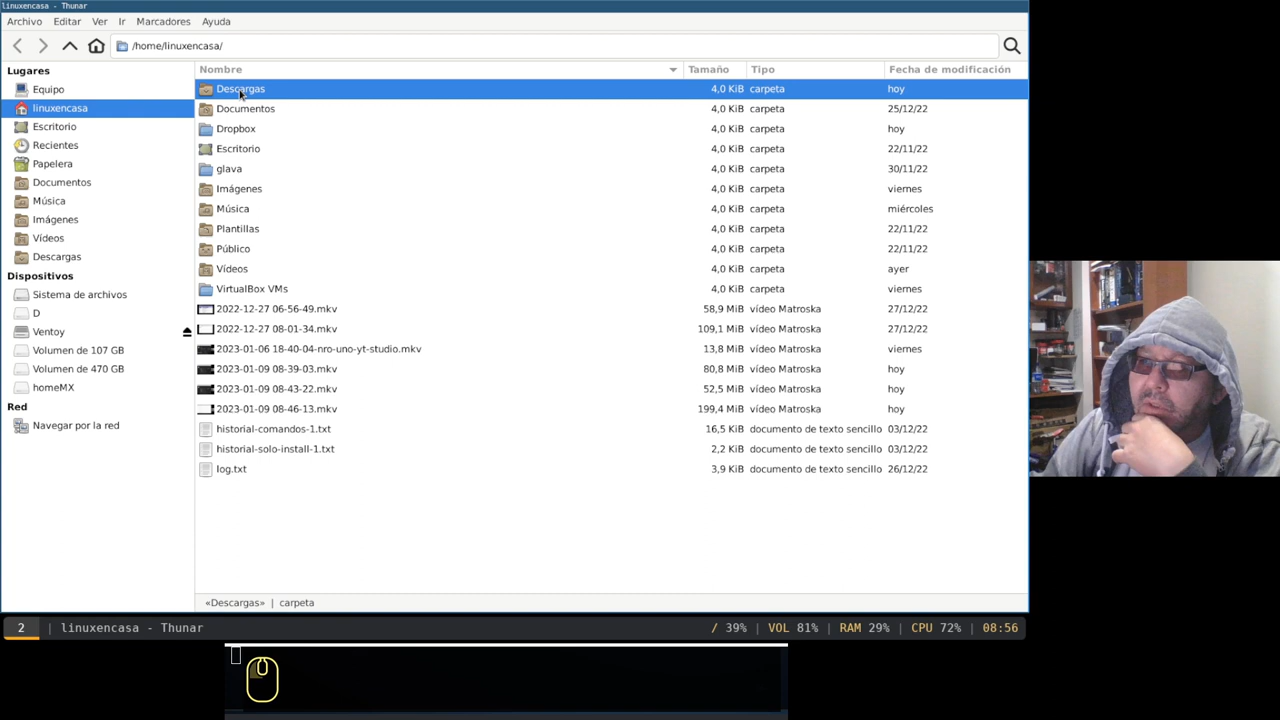 linuxencasa - Thunar
Archivo Editar Ver Ir Marcadores Ayuda
/home/linuxencasa/
Lugares
Equipo
linuxencasa
Escritorio
Recientes
Papelera
Documentos
Música
Imágenes
Vídeos
Descargas
Dispositivos
Sistema de archivos
D
Ventoy
Volumen de 107 GB
Volumen de 470 GB
homeMX
Red
Navegar por la red
Nombre Tamaño Tipo Fecha de modificación
Descargas 4,0 KiB carpeta hoy
Documentos 4,0 KiB carpeta 25/12/22
Dropbox 4,0 KiB carpeta hoy
Escritorio 4,0 KiB carpeta 22/11/22
glava 4,0 KiB carpeta 30/11/22
Imágenes 4,0 KiB carpeta viernes
Música 4,0 KiB carpeta miércoles
Plantillas 4,0 KiB carpeta 22/11/22
Público 4,0 KiB carpeta 22/11/22
Vídeos 4,0 KiB carpeta ayer
VirtualBox VMs 4,0 KiB carpeta viernes
2022-12-27 06-56-49.mkv 58,9 MiB vídeo Matroska 27/12/22
2022-12-27 08-01-34.mkv 109,1 MiB vídeo Matroska 27/12/22
2023-01-06 18-40-04-nro-uno-yt-studio.mkv 13,8 MiB vídeo Matroska viernes
2023-01-09 08-39-03.mkv 80,8 MiB vídeo Matroska hoy
2023-01-09 08-43-22.mkv 52,5 MiB vídeo Matroska hoy
2023-01-09 08-46-13.mkv 199,4 MiB vídeo Matroska hoy
historial-comandos-1.txt 16,5 KiB documento de texto sencillo 03/12/22
historial-solo-install-1.txt 2,2 KiB documento de texto sencillo 03/12/22
log.txt 3,9 KiB documento de texto sencillo 26/12/22
«Descargas» | carpeta
2 | linuxencasa - Thunar / 39% | VOL 81% | RAM 29% | CPU 72% | 08:56